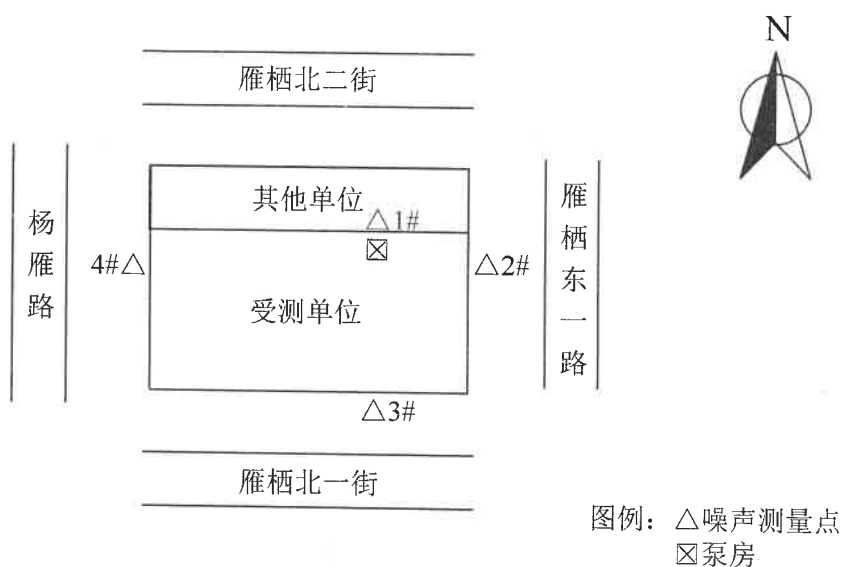 N
雁栖北二街
其他单位
△1#
杨雁路
4#△
△2#
雁栖东一路
受测单位
△3#
雁栖北一街
图例：△噪声测量点
泵房